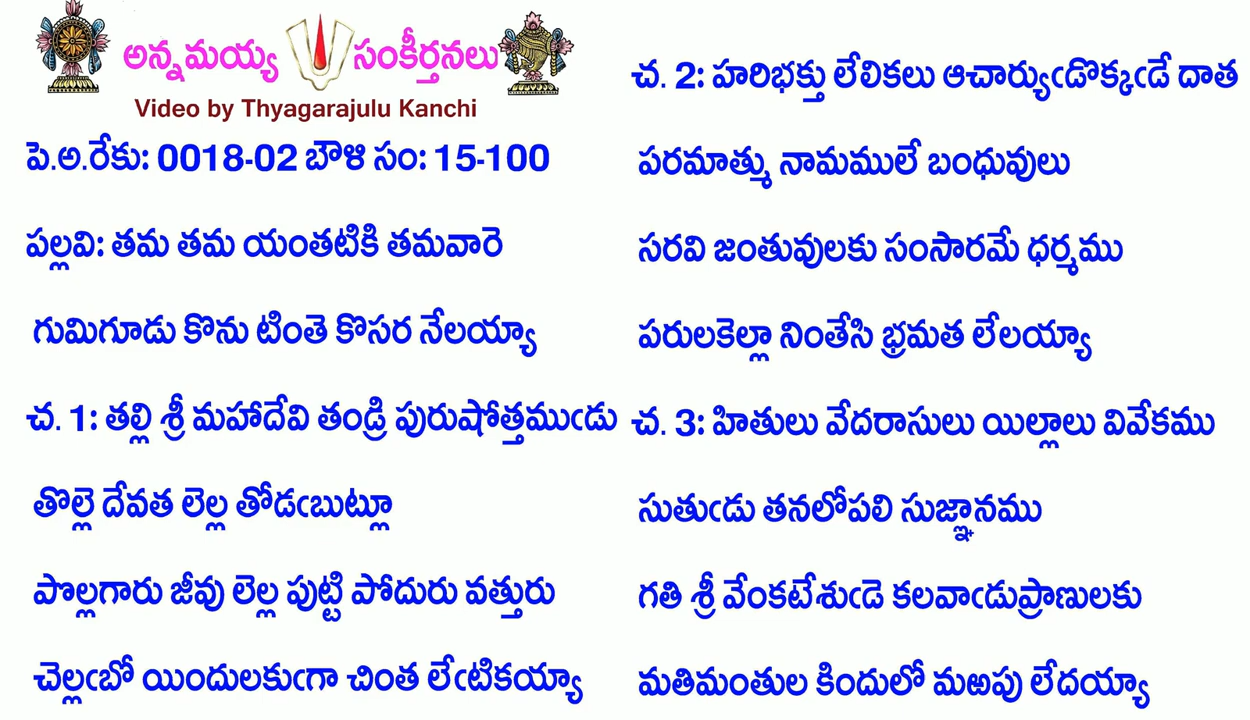 అన్నమయ్య సంకీర్తనలు
Video by Thyagarajulu Kanchi
పె.అ.రేకు: 0018-02 బౌళి సం: 15-100
పల్లవి: తమ తమ యంతటికి తమవారె
గుమిగూడు కొను టింతె కొసర నేలయ్యా
చ. 1: తల్లి శ్రీ మహాదేవి తండ్రి పురుషోత్తముఁడు
తొల్లె దేవత లెల్ల తోడఁబుట్లూ
పొల్లగారు జీవు లెల్ల పుట్టి పోదురు వత్తురు
చెల్లఁబో యిందులకుఁగా చింత లేఁటికయ్యా
చ. 2: హరిభక్తు లేలికలు ఆచార్యుఁడొక్కఁడే దాత
పరమాత్ము నామములే బంధువులు
సరవి జంతువులకు సంసారమే ధర్మము
పరులకెల్లా నింతేసి భ్రమత లేలయ్యా
చ. 3: హితులు వేదరాసులు యిల్లాలు వివేకము
సుతుఁడు తనలోపలి సుజ్ఞానము
గతి శ్రీ వేంకటేశుఁడె కలవాఁడుప్రాణులకు
మతిమంతుల కిందులో మఱపు లేదయ్యా